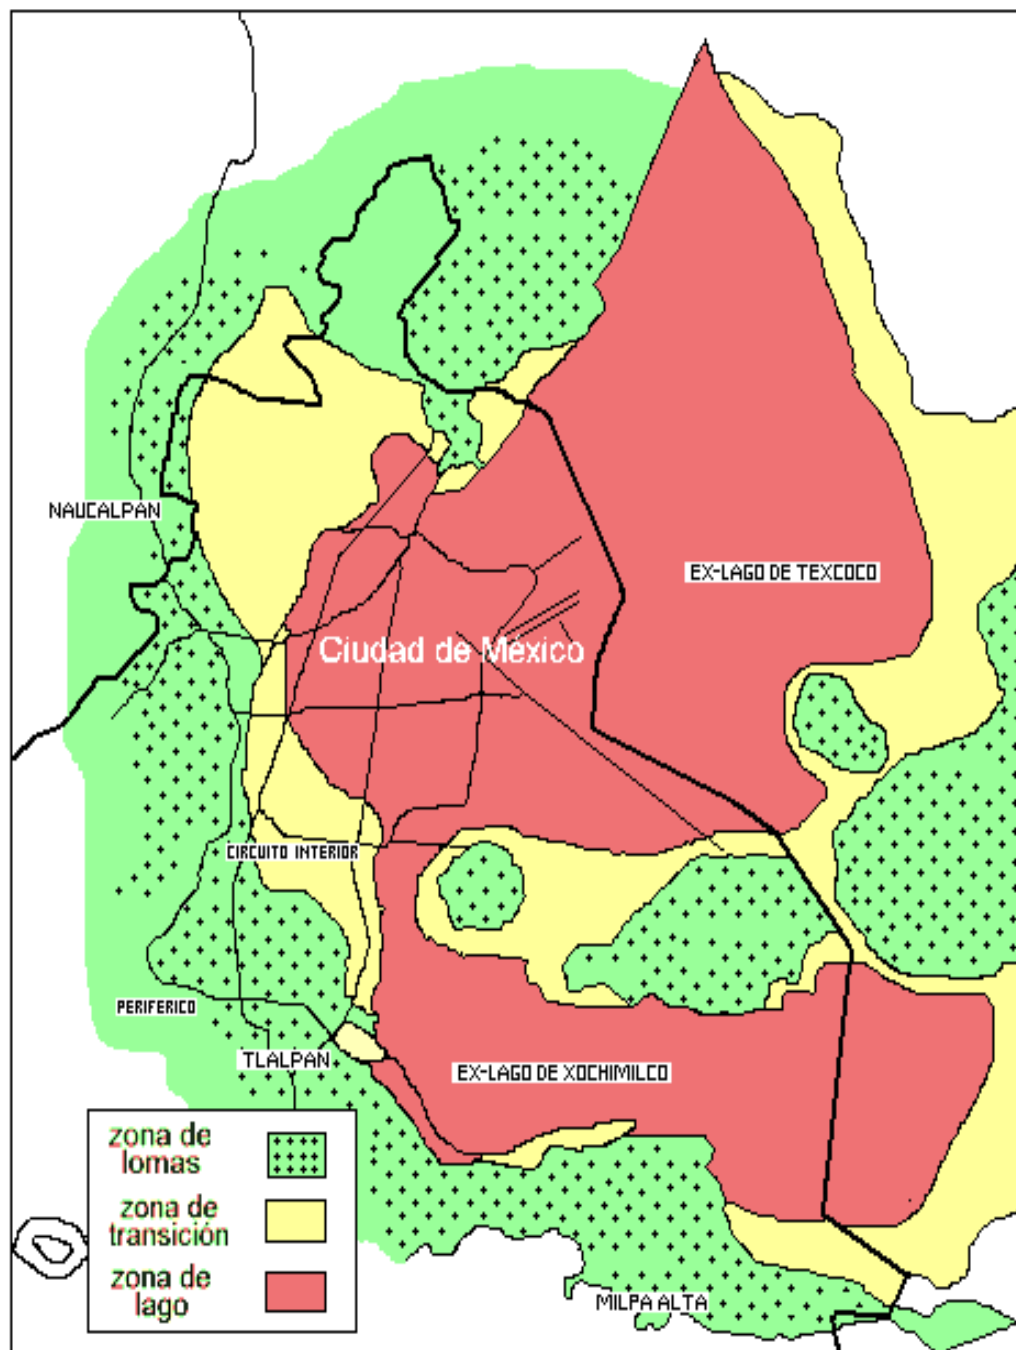 NAUCALPAN
EX-LAGO DE TEXCOCO
Ciudad de México
CIRCUITO INTERIOR
PERIFERICO
TLALPAN
EX-LAGO DE XOCHIMILCO
zona de
lomas
zona de
transición
zona de
lago
MILPA ALTA